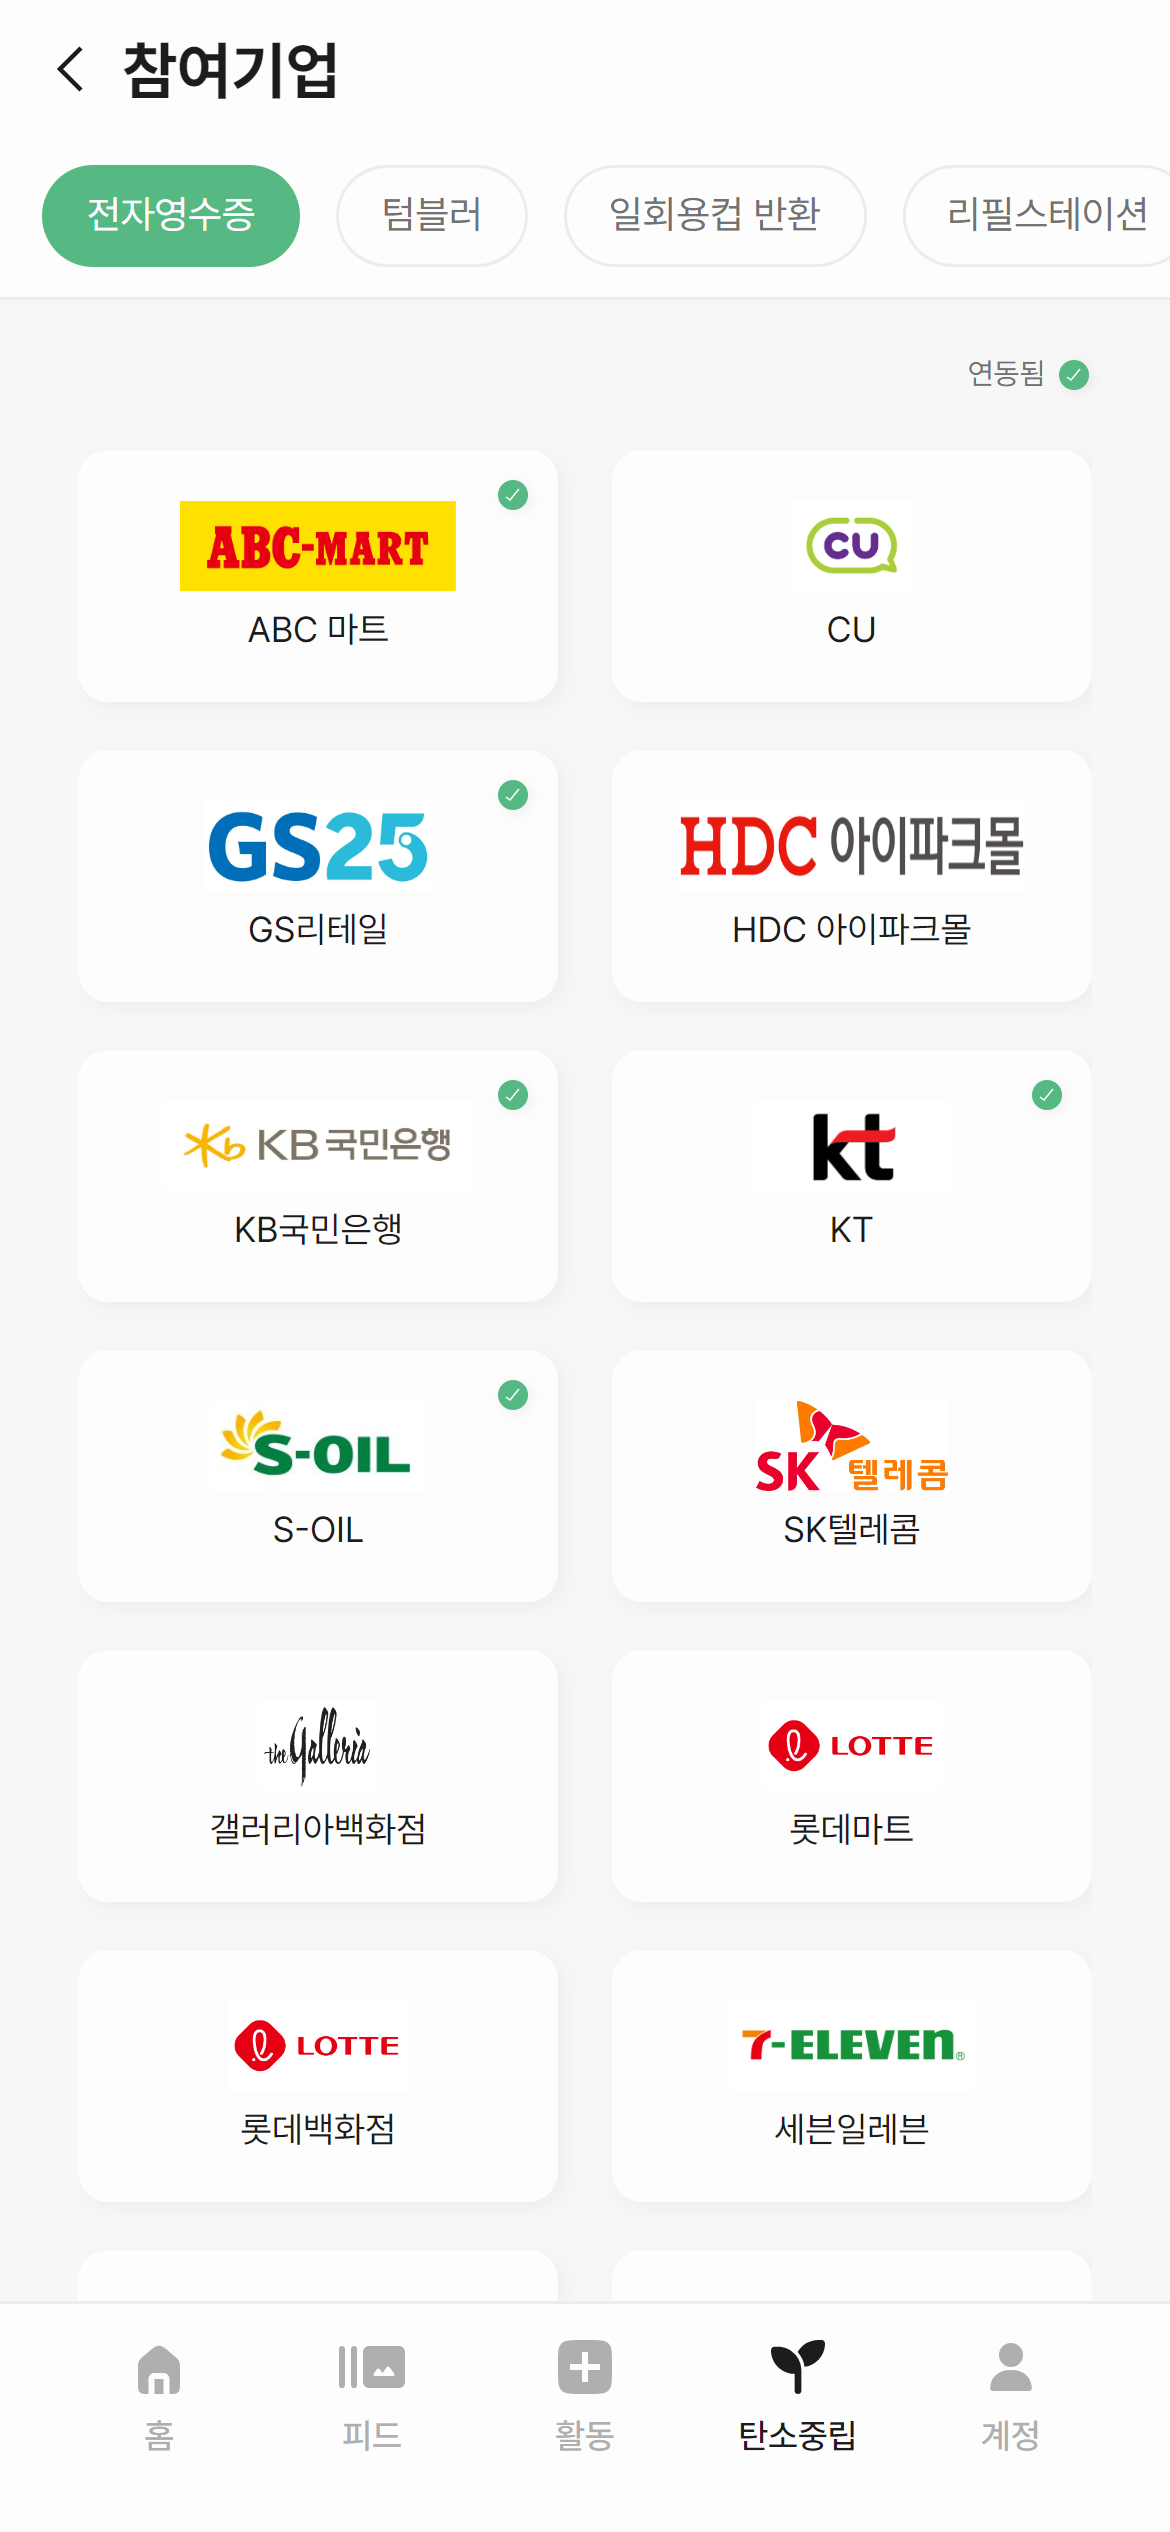 참여기업
전자영수증 텀블러 일회용컵 반환 리필스테이션
연동됨
ABC-MART
ABC 마트
CU
CU
GS25
GS리테일
HDC 아이파크몰
HDC 아이파크몰
KB 국민은행
KB국민은행
kt
KT
S-OIL
S-OIL
SK 텔레콤
SK텔레콤
the Galleria
갤러리아백화점
LOTTE
롯데마트
LOTTE
롯데백화점
7-ELEVEn®
세븐일레븐
홈 피드 활동 탄소중립 계정